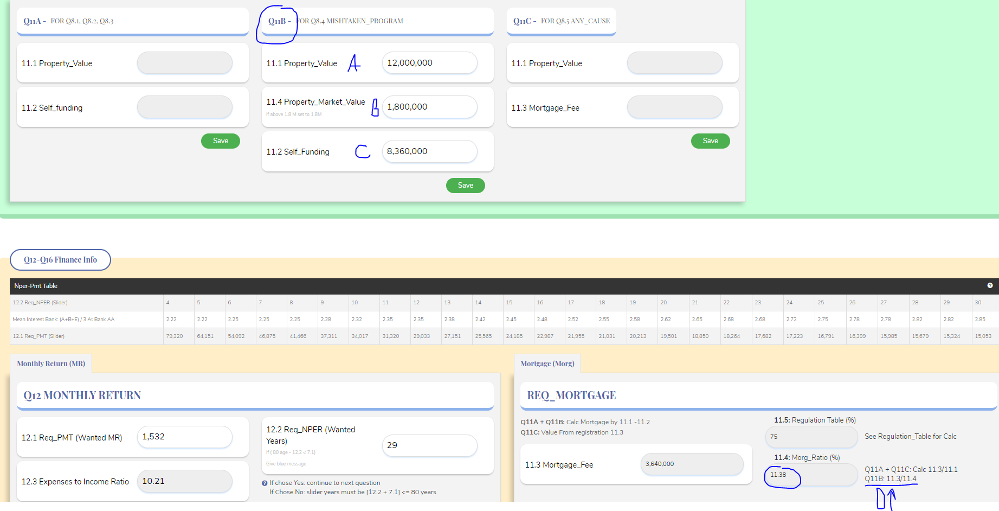 Q11A - FOR Q8.1, Q8.2, Q8.3
11.1 Property_Value
11.2 Self_funding
Save
Q11B - FOR Q8.4 MISHTAKEN_PROGRAM
11.1 Property_Value A 12,000,000
11.4 Property_Market_Value B 1,800,000
If above 1.8 M set to 1.8M
11.2 Self_Funding C 8,360,000
Save
Q11C - FOR Q8.5 ANY_CAUSE
11.1 Property_Value
11.3 Mortgage_Fee
Save
Q12-Q16 Finance Info
Nper-Pmt Table
12.2 Req_NPER (Slider) 4 5 6 7 8 9 10 11 12 13 14 15 16 17 18 19 20 21 22 23 24 25 26 27 28 29 30
Mean Interest Bank: (A+B+E) / 3 At Bank AA 2.22 2.22 2.25 2.25 2.25 2.28 2.32 2.35 2.35 2.38 2.42 2.45 2.48 2.52 2.55 2.58 2.62 2.65 2.68 2.68 2.72 2.75 2.78 2.78 2.82 2.82 2.85
12.1 Req_PMT (Slider) 79,320 64,151 54,092 46,875 41,466 37,311 34,017 31,320 29,033 27,151 25,565 24,185 22,987 21,955 21,031 20,213 19,501 18,850 18,264 17,682 17,223 16,791 16,399 15,985 15,679 15,324 15,053
Monthly Return (MR)
Q12 MONTHLY RETURN
12.1 Req_PMT (Wanted MR) 1,532
12.3 Expenses to Income Ratio 10.21
12.2 Req_NPER (Wanted
Years)
29
If ( 80 age - 12.2 < 7.1)
Give blue message
If chose Yes: continue to next question
If Chose No: slider years must be [12.2 + 7.1] <= 80 years
Mortgage (Morg)
REQ_MORTGAGE
Q11A + Q11B: Calc Mortgage by 11.1 -11.2
Q11C: Value From registration 11.3
11.3 Mortgage_Fee 3,640,000
11.5: Regulation Table (%)
75 See Regulation_Table for Calc
11.4: Morg_Ratio (%)
11.38
Q11A + Q11C: Calc 11.3/11.1
Q11B: 11.3/11.4
D